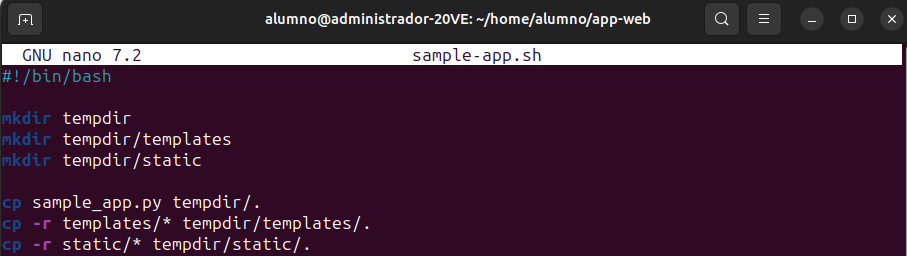 alumno@administrador-20VE: ~/home/alumno/app-web
GNU nano 7.2 sample-app.sh
#!/bin/bash
mkdir tempdir
mkdir tempdir/templates
mkdir tempdir/static
cp sample_app.py tempdir/.
cp -r templates/* tempdir/templates/.
cp -r static/* tempdir/static/.